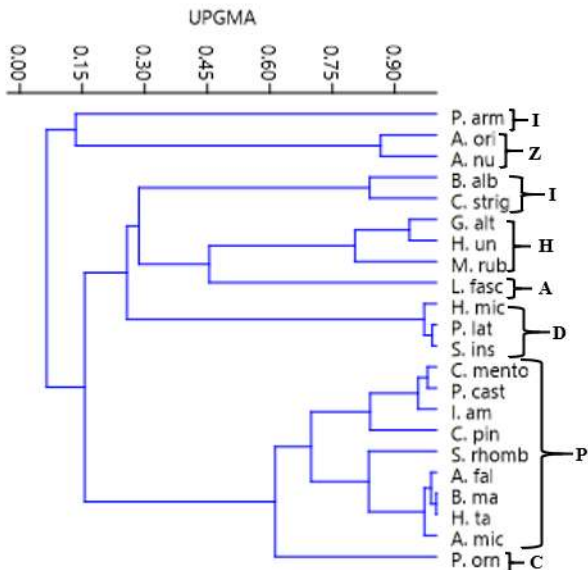 UPGMA
0.00 0.15 0.30 0.45 0.60 0.75 0.90
P. arm I
A. ori
Z
A. nu
B. alb
I
C. strig
G. alt
H. un H
M. rub
L. fasc A
H. mic
P. lat D
S. ins
C. mento
P. cast
I. am
C. pin
P
S. rhomb
A. fal
B. ma
H. ta
A. mic
P. orn C